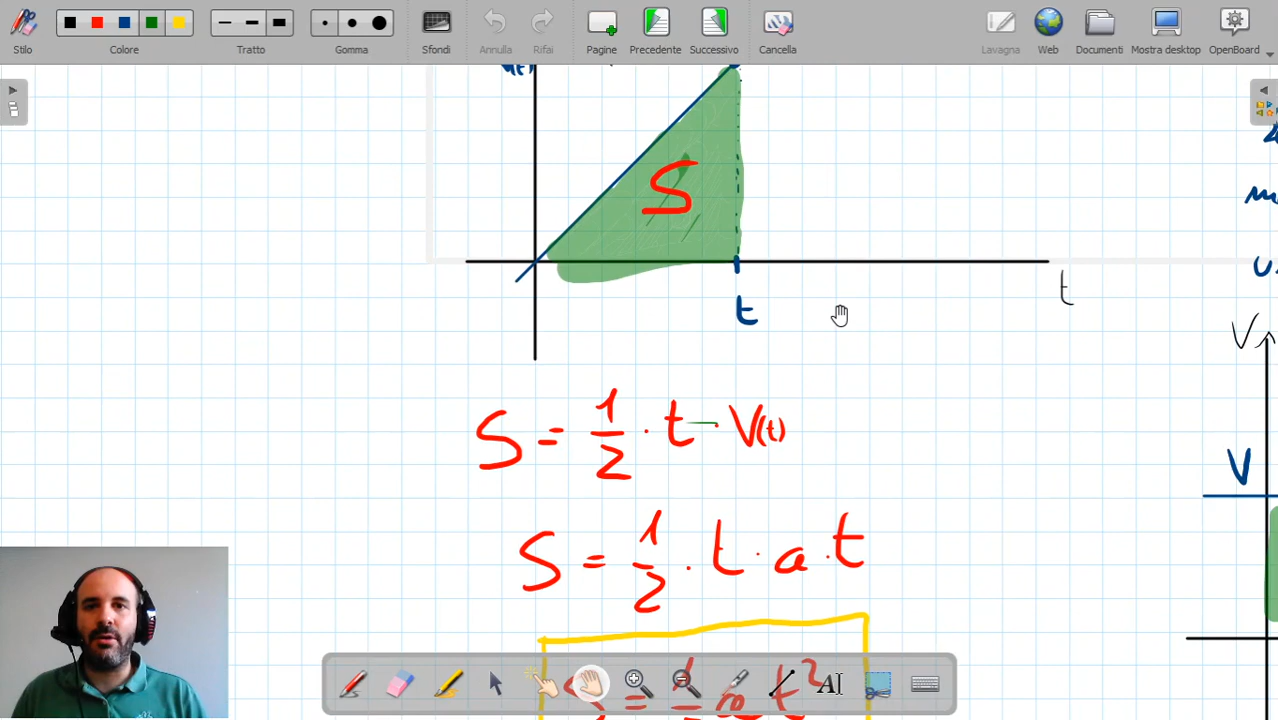 Stilo Colore Tratto Gomma Sfondi Annulla Rifai Pagine Precedente Successivo Cancella Lavagna Web Documenti Mostra desktop OpenBoard
S
t
t
V
V
S = 1/2 · t · V(t)
S = 1/2 · t · a · t
AI